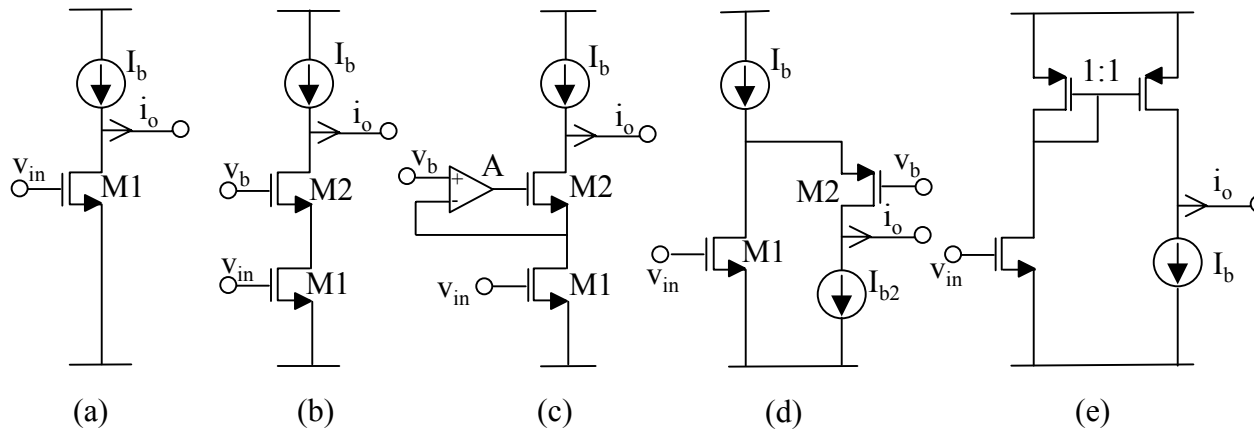 I_b
i_o
v_in
M1
(a)
I_b
i_o
v_b
M2
v_in
M1
(b)
I_b
i_o
v_b
A
+
-
M2
v_in
M1
(c)
I_b
v_b
M2
i_o
M1
v_in
I_b2
(d)
1:1
i_o
v_in
I_b
(e)